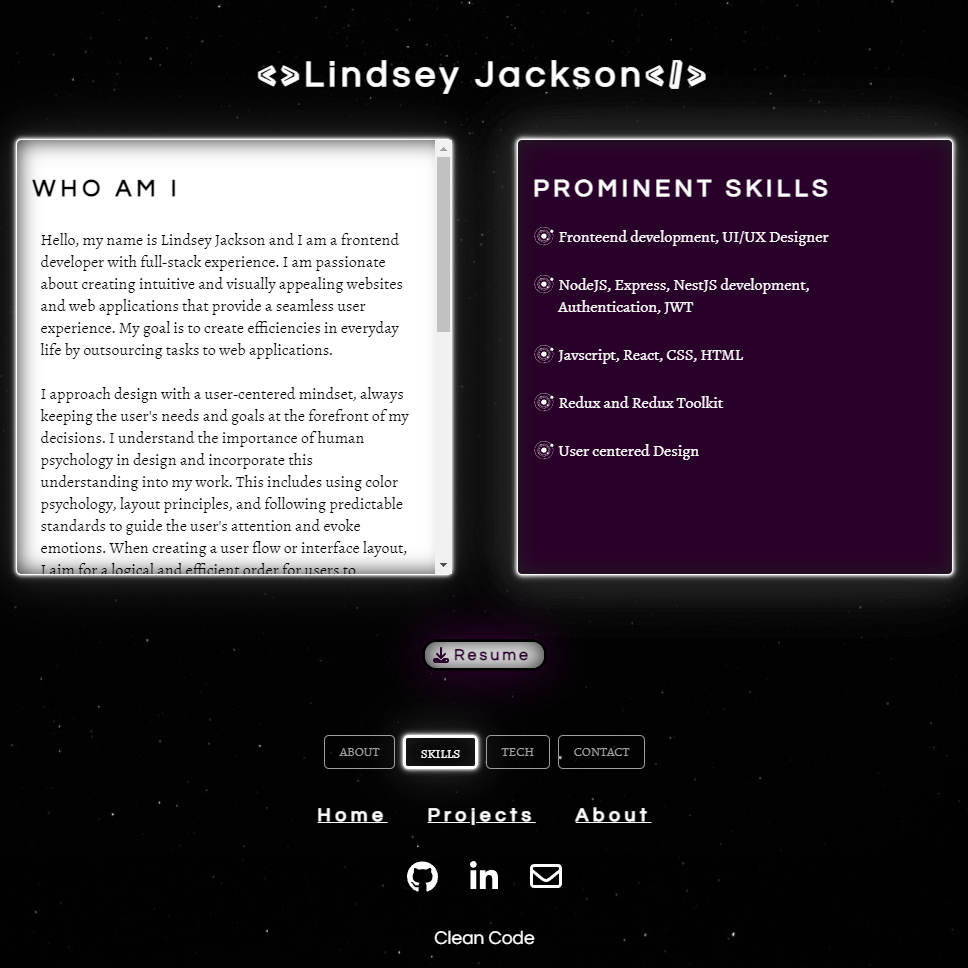 <>Lindsey Jackson</>
WHO AM I
Hello, my name is Lindsey Jackson and I am a frontend
developer with full-stack experience. I am passionate
about creating intuitive and visually appealing websites
and web applications that provide a seamless user
experience. My goal is to create efficiencies in everyday
life by outsourcing tasks to web applications.
I approach design with a user-centered mindset, always
keeping the user's needs and goals at the forefront of my
decisions. I understand the importance of human
psychology in design and incorporate this
understanding into my work. This includes using color
psychology, layout principles, and following predictable
standards to guide the user's attention and evoke
emotions. When creating a user flow or interface layout,
I aim for a logical and efficient order for users to
PROMINENT SKILLS
Fronteend development, UI/UX Designer
NodeJS, Express, NestJS development,
Authentication, JWT
Javscript, React, CSS, HTML
Redux and Redux Toolkit
User centered Design
Resume
ABOUT SKILLS TECH CONTACT
Home Projects About
in
Clean Code